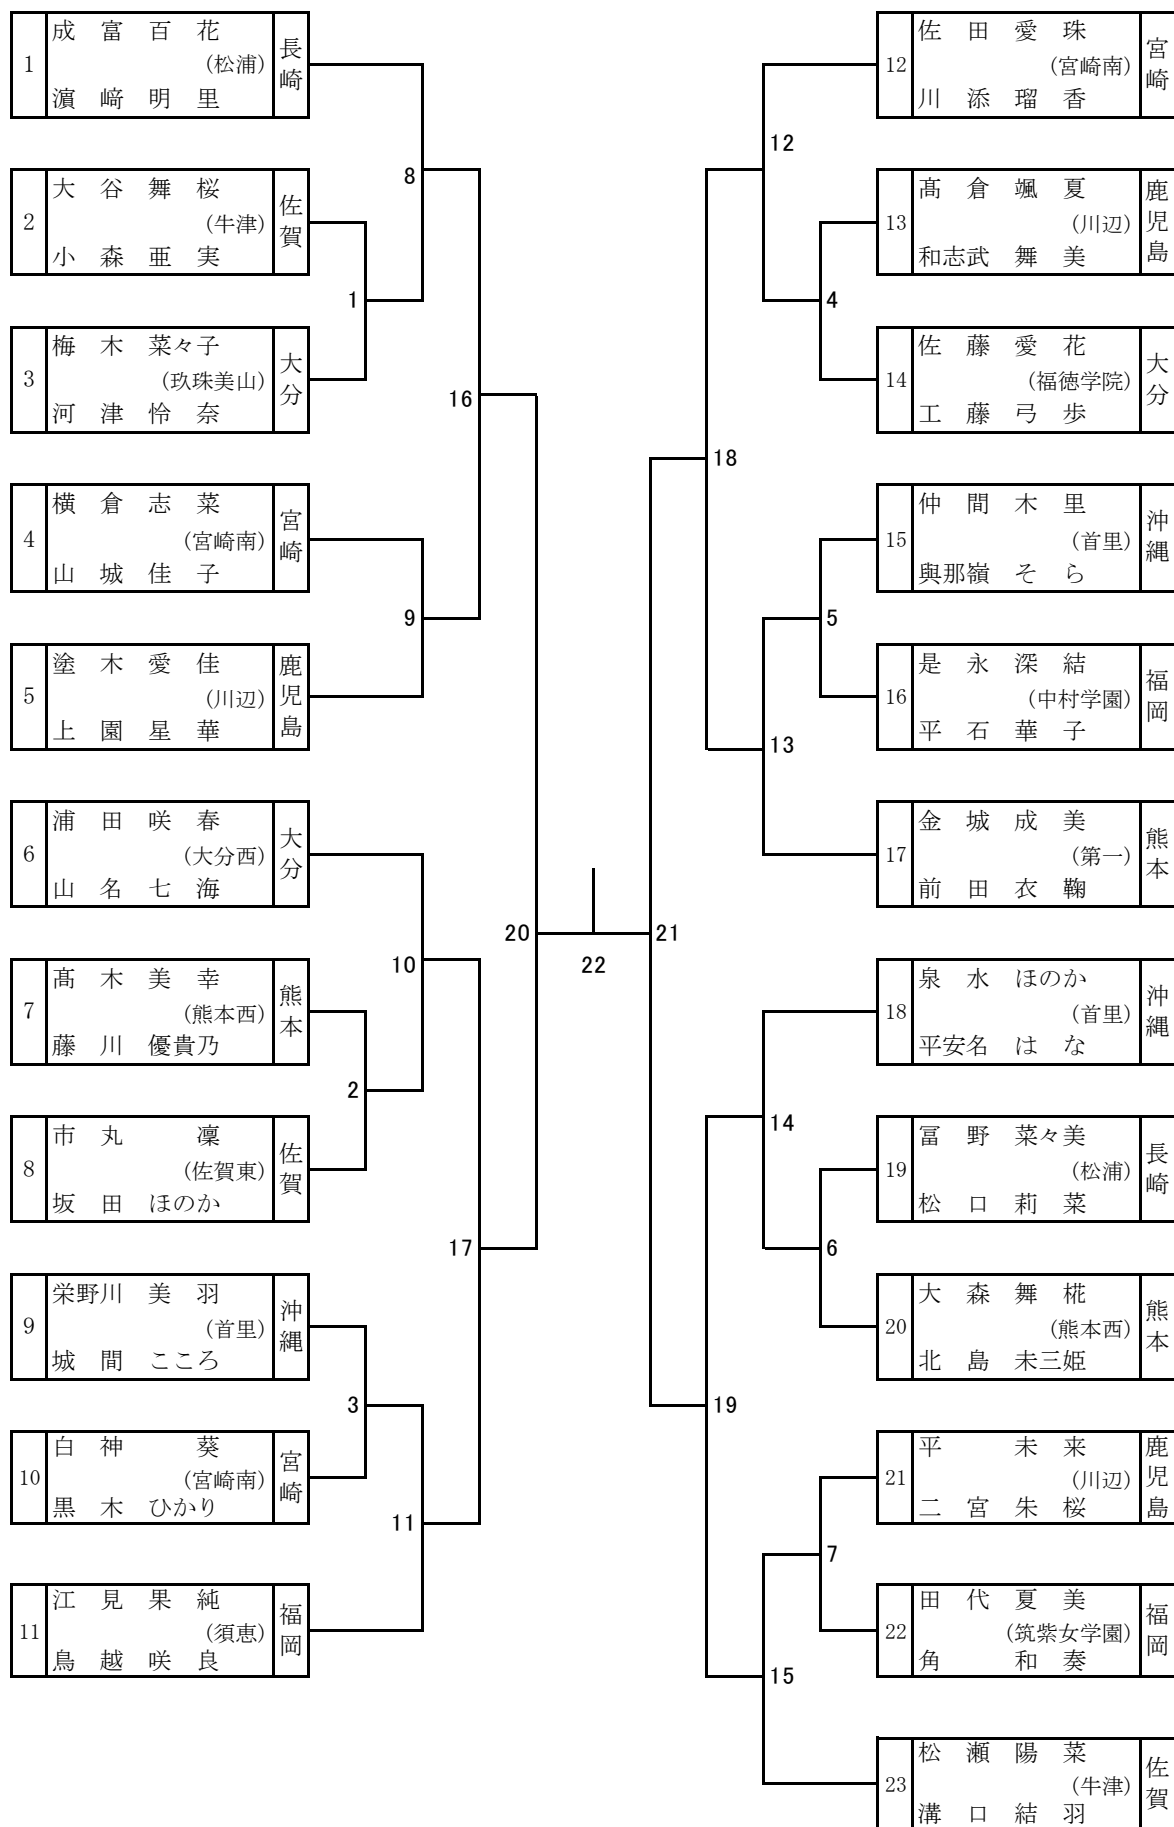 1
成富百花
(松浦)
濵﨑明里
長崎
2
大谷舞桜
(牛津)
小森亜実
佐賀
3
梅木菜々子
(玖珠美山)
河津怜奈
大分
4
横倉志菜
(宮崎南)
山城佳子
宮崎
5
塗木愛佳
(川辺)
上園星華
鹿児島
6
浦田咲春
(大分西)
山名七海
大分
7
髙木美幸
(熊本西)
藤川優貴乃
熊本
8
市丸凜
(佐賀東)
坂田ほのか
佐賀
9
栄野川美羽
(首里)
城間こころ
沖縄
10
白神葵
(宮崎南)
黒木ひかり
宮崎
11
江見果純
(須恵)
鳥越咲良
福岡
8
1
16
9
10
2
17
3
11
20
22
21
12
4
18
5
13
14
6
19
7
15
12
佐田愛珠
(宮崎南)
川添瑠香
宮崎
13
髙倉颯夏
(川辺)
和志武舞美
鹿児島
14
佐藤愛花
(福徳学院)
工藤弓歩
大分
15
仲間木里
(首里)
與那嶺そら
沖縄
16
是永深結
(中村学園)
平石華子
福岡
17
金城成美
(第一)
前田衣鞠
熊本
18
泉水ほのか
(首里)
平安名はな
沖縄
19
冨野菜々美
(松浦)
松口莉菜
長崎
20
大森舞椛
(熊本西)
北島未三姫
熊本
21
平未来
(川辺)
二宮朱桜
鹿児島
22
田代夏美
(筑紫女学園)
角和奏
福岡
23
松瀬陽菜
(牛津)
溝口結羽
佐賀